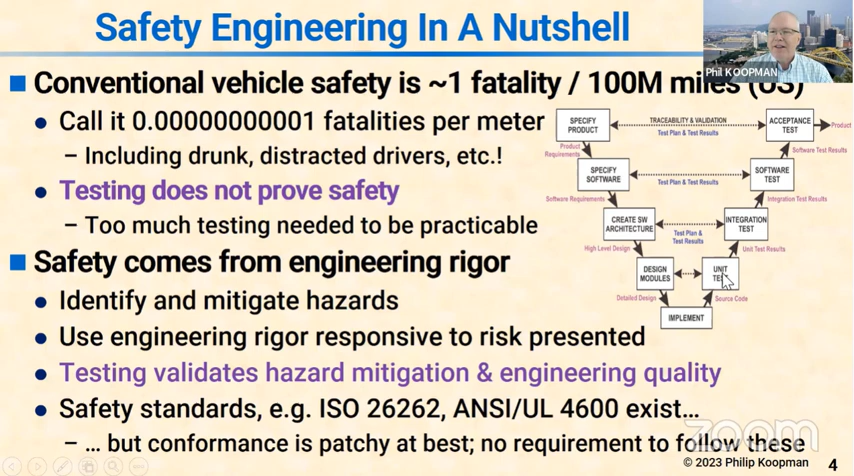 Safety Engineering In A Nutshell
Phil KOOPMAN
Conventional vehicle safety is ~1 fatality / 100M miles (US)
Call it 0.00000000001 fatalities per meter
– Including drunk, distracted drivers, etc.!
Testing does not prove safety
– Too much testing needed to be practicable
Safety comes from engineering rigor
Identify and mitigate hazards
Use engineering rigor responsive to risk presented
Testing validates hazard mitigation & engineering quality
Safety standards, e.g. ISO 26262, ANSI/UL 4600 exist…
– … but conformance is patchy at best; no requirement to follow these
SPECIFY
PRODUCT
TRACEABILITY & VALIDATION
Test Plan & Test Results
ACCEPTANCE
TEST
Product
Product
Requirements
Software Test Results
SPECIFY
SOFTWARE
Test Plan & Test Results
SOFTWARE
TEST
Software Requirements
Integration Test Results
CREATE SW
ARCHITECTURE
Test Plan &
Test Results
INTEGRATION
TEST
High Level Design
Unit Test Results
DESIGN
MODULES
UNIT
TEST
Detailed Design
Source Code
IMPLEMENT
zoom
© 2023 Philip Koopman
4